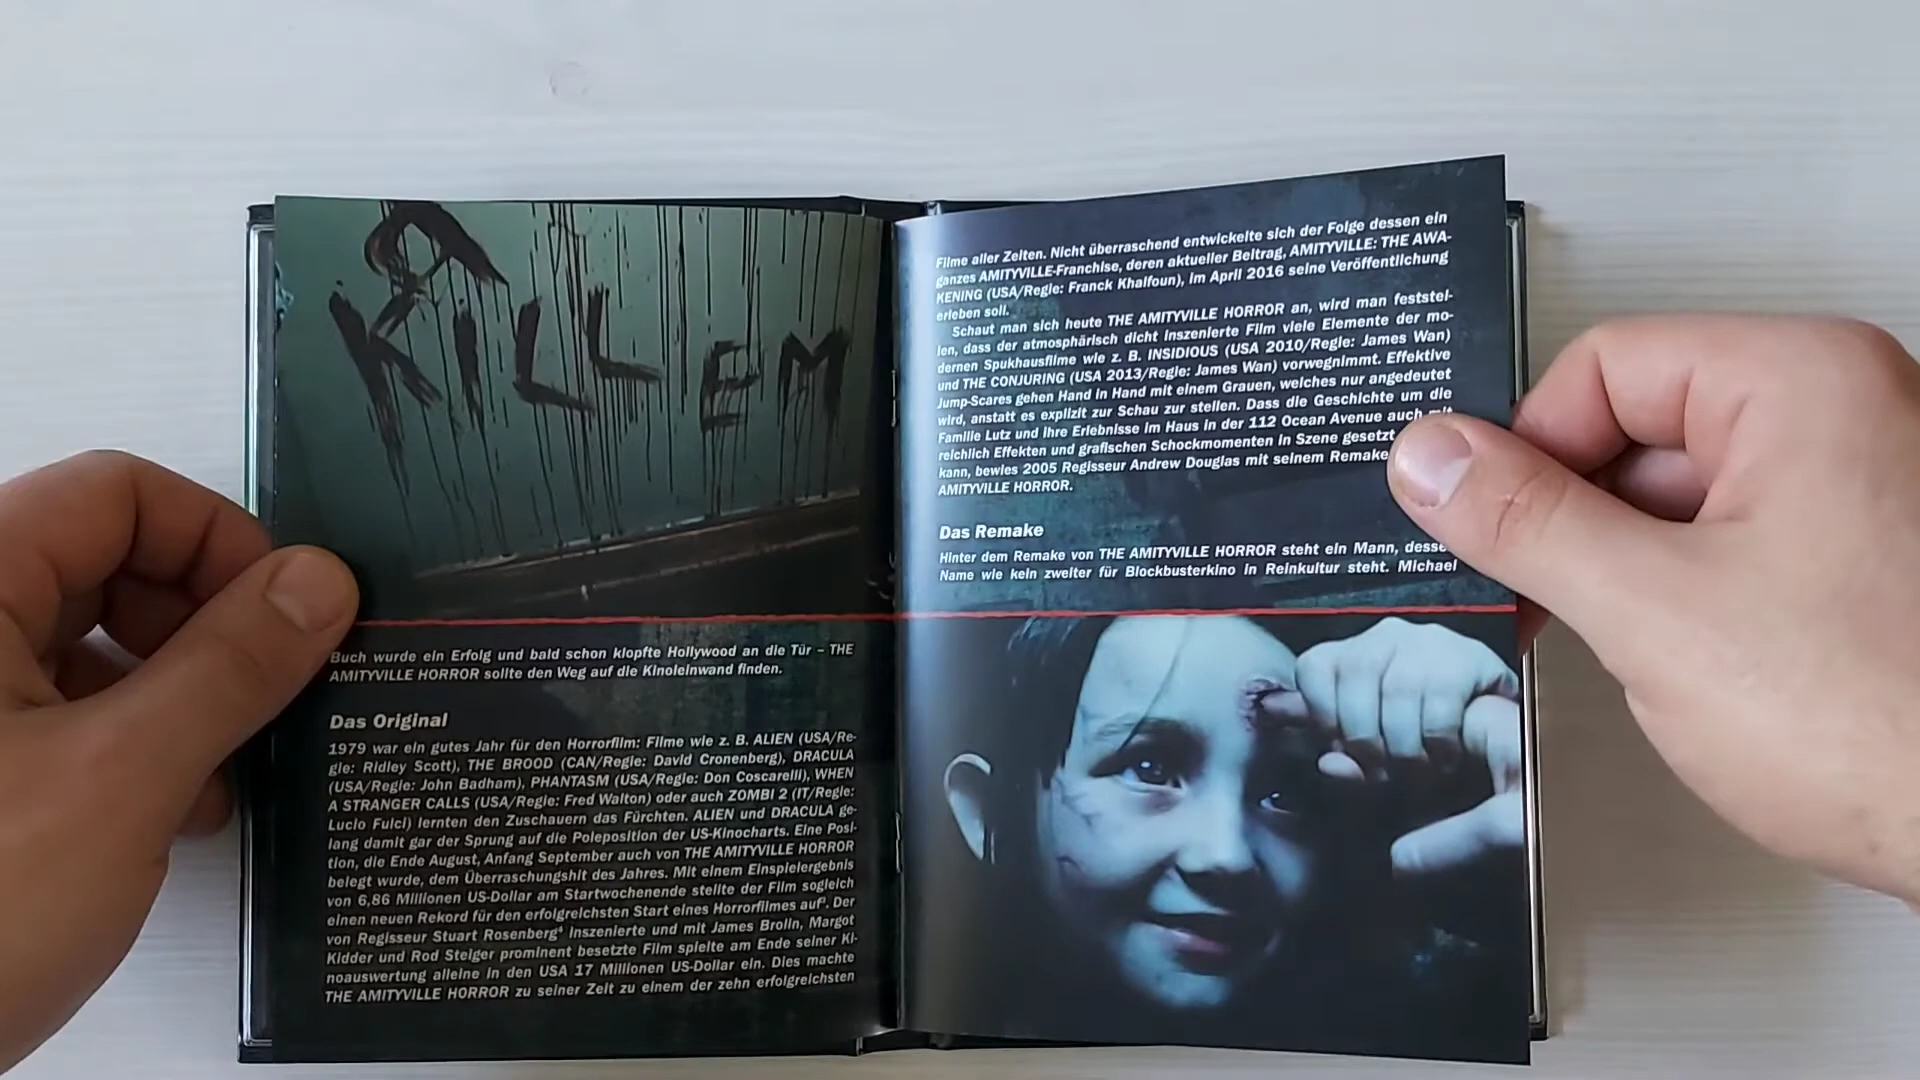 KILL EM
Buch wurde ein Erfolg und bald schon klopfte Hollywood an die Tür – THE
AMITYVILLE HORROR sollte den Weg auf die Kinoleinwand finden.
Das Original
1979 war ein gutes Jahr für den Horrorfilm: Filme wie z. B. ALIEN (USA/Re-
gie: Ridley Scott), THE BROOD (CAN/Regie: David Cronenberg), DRACULA
(USA/Regie: John Badham), PHANTASM (USA/Regie: Don Coscarelli), WHEN
A STRANGER CALLS (USA/Regie: Fred Walton) oder auch ZOMBI 2 (IT/Regie:
Lucio Fulci) lernten den Zuschauern das Fürchten. ALIEN und DRACULA ge-
lang damit gar der Sprung auf die Poleposition der US-Kinocharts. Eine Posi-
tion, die Ende August, Anfang September auch von THE AMITYVILLE HORROR
belegt wurde, dem Überraschungshit des Jahres. Mit einem Einspielergebnis
von 6,86 Millionen US-Dollar am Startwochenende stellte der Film sogleich
einen neuen Rekord für den erfolgreichsten Start eines Horrorfilmes auf³. Der
von Regisseur Stuart Rosenberg⁴ inszenierte und mit James Brolin, Margot
Kidder und Rod Steiger prominent besetzte Film spielte am Ende seiner Ki-
noauswertung alleine in den USA 17 Millionen US-Dollar ein. Dies machte
THE AMITYVILLE HORROR zu seiner Zeit zu einem der zehn erfolgreichsten
Filme aller Zeiten. Nicht überraschend entwickelte sich der Folge dessen ein
ganzes AMITYVILLE-Franchise, deren aktueller Beitrag, AMITYVILLE: THE AWA-
KENING (USA/Regie: Franck Khalfoun), im April 2016 seine Veröffentlichung
erleben soll.
Schaut man sich heute THE AMITYVILLE HORROR an, wird man feststel-
len, dass der atmosphärisch dicht inszenierte Film viele Elemente der mo-
dernen Spukhausfilme wie z. B. INSIDIOUS (USA 2010/Regie: James Wan)
und THE CONJURING (USA 2013/Regie: James Wan) vorwegnimmt. Effektive
Jump-Scares gehen Hand in Hand mit einem Grauen, welches nur angedeutet
wird, anstatt es explizit zur Schau zur stellen. Dass die Geschichte um die
Familie Lutz und ihre Erlebnisse im Haus in der 112 Ocean Avenue auch mit
reichlich Effekten und grafischen Schockmomenten in Szene gesetzt
kann, bewies 2005 Regisseur Andrew Douglas mit seinem Remake
AMITYVILLE HORROR.
Das Remake
Hinter dem Remake von THE AMITYVILLE HORROR steht ein Mann, desse
Name wie kein zweiter für Blockbusterkino in Reinkultur steht. Michael